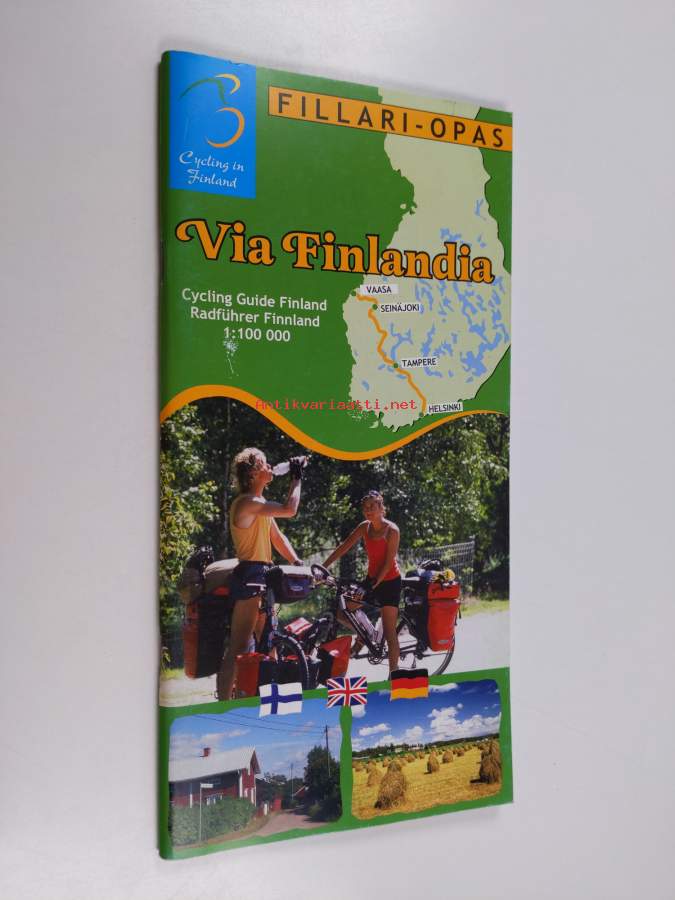 FILLARI-OPAS
Cycling in
Finland
Via Finlandia
Cycling Guide Finland
Radführer Finnland
1:100 000
VAASA
SEINÄJOKI
TAMPERE
HELSINKI
Antikvariaatti.net